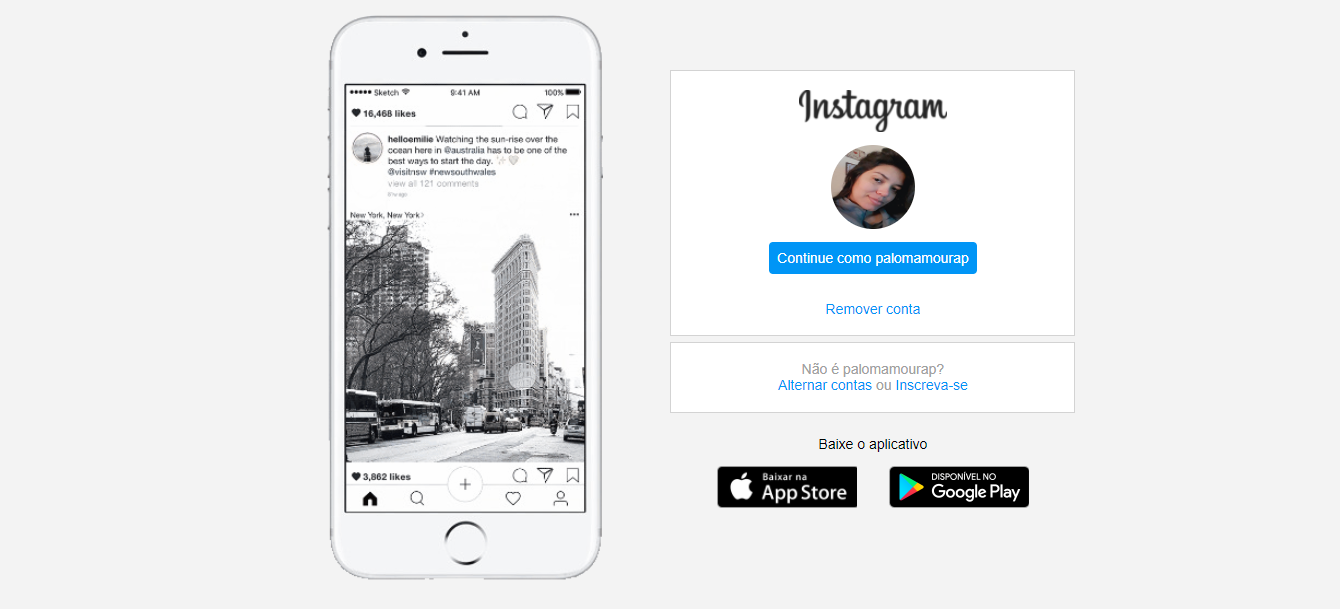 Sketch 9:41 AM 100%
16,468 likes
helloemilie Watching the sun-rise over the
ocean here in @australia has to be one of the
best ways to start the day.
@visitnsw #newsouthwales
view all 121 comments
New York, New York
3,862 likes
Instagram
Continue como palomamourap
Remover conta
Não é palomamourap?
Alternar contas ou Inscreva-se
Baixe o aplicativo
Baixar na
App Store
DISPONÍVEL NO
Google Play